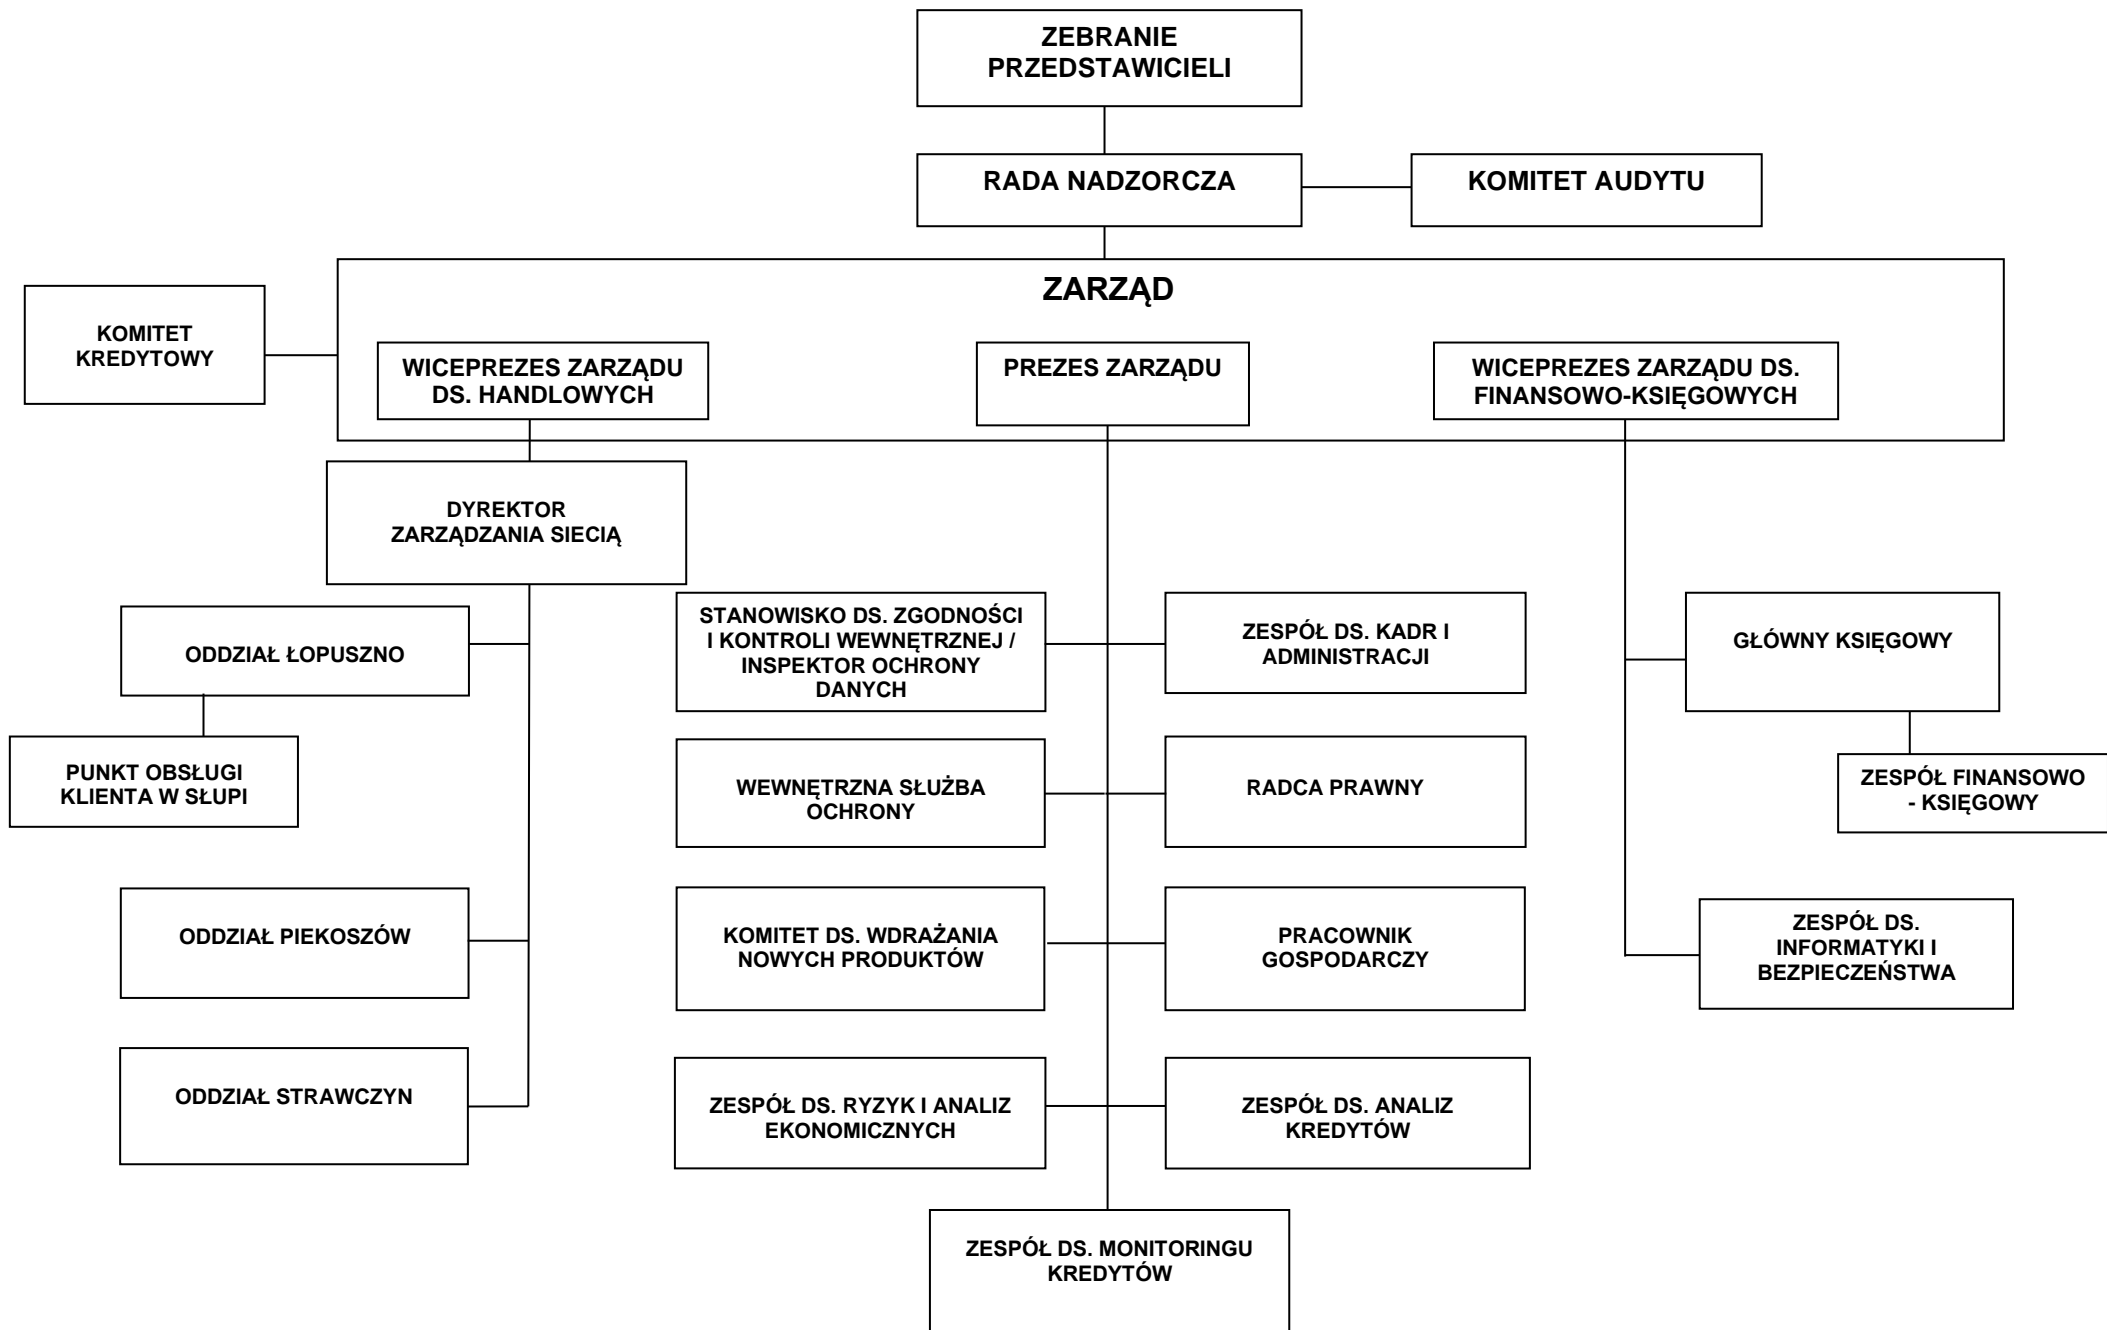 ZEBRANIE
PRZEDSTAWICIELI
RADA NADZORCZA
KOMITET AUDYTU
ZARZĄD
KOMITET
KREDYTOWY
WICEPREZES ZARZĄDU
DS. HANDLOWYCH
PREZES ZARZĄDU
WICEPREZES ZARZĄDU DS.
FINANSOWO-KSIĘGOWYCH
DYREKTOR
ZARZĄDZANIA SIECIĄ
ODDZIAŁ ŁOPUSZNO
STANOWISKO DS. ZGODNOŚCI
I KONTROLI WEWNĘTRZNEJ /
INSPEKTOR OCHRONY
DANYCH
ZESPÓŁ DS. KADR I
ADMINISTRACJI
GŁÓWNY KSIĘGOWY
PUNKT OBSŁUGI
KLIENTA W SŁUPI
WEWNĘTRZNA SŁUŻBA
OCHRONY
RADCA PRAWNY
ZESPÓŁ FINANSOWO
- KSIĘGOWY
ODDZIAŁ PIEKOSZÓW
KOMITET DS. WDRAŻANIA
NOWYCH PRODUKTÓW
PRACOWNIK
GOSPODARCZY
ZESPÓŁ DS.
INFORMATYKI I
BEZPIECZEŃSTWA
ODDZIAŁ STRAWCZYN
ZESPÓŁ DS. RYZYK I ANALIZ
EKONOMICZNYCH
ZESPÓŁ DS. ANALIZ
KREDYTÓW
ZESPÓŁ DS. MONITORINGU
KREDYTÓW